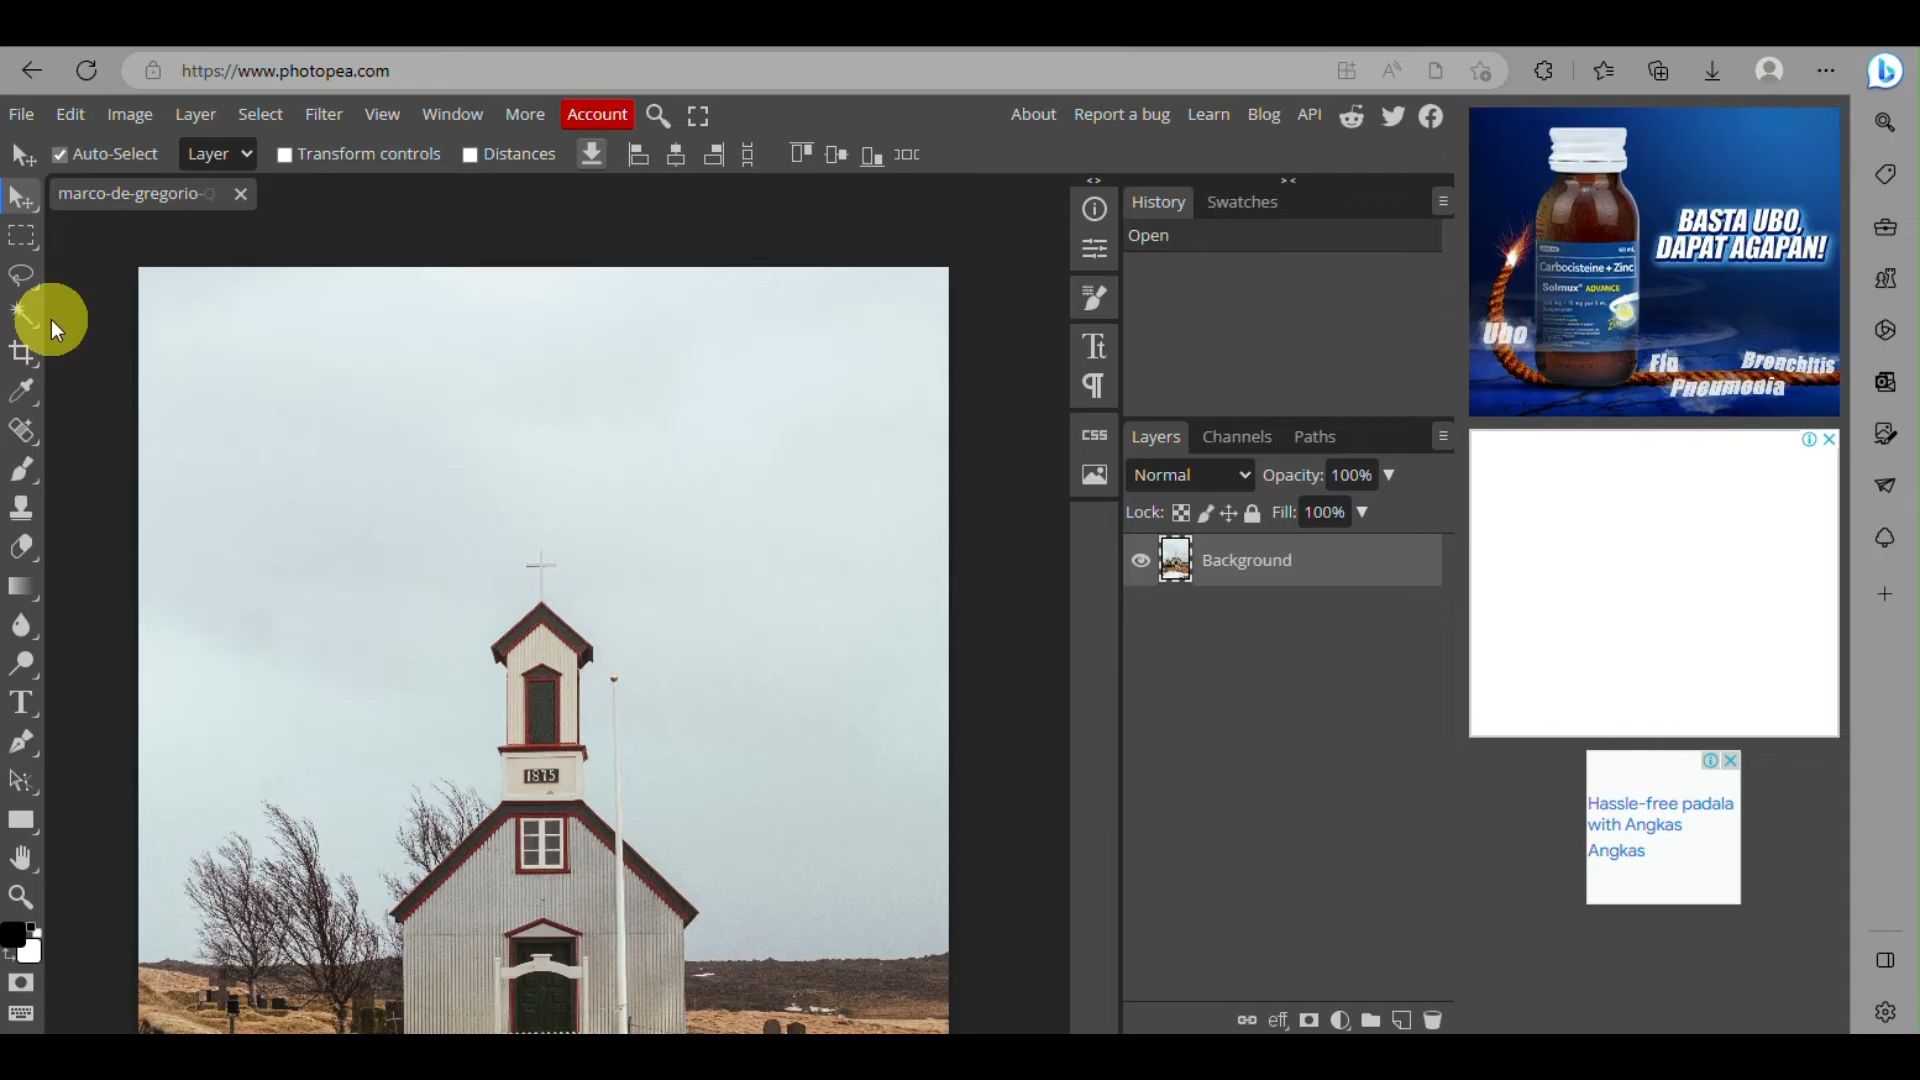 https://www.photopea.com
File Edit Image Layer Select Filter View Window More Account About Report a bug Learn Blog API
Auto-Select Layer Transform controls Distances
marco-de-gregorio-Q
History Swatches
Open
Tt
CSS
Layers Channels Paths
Normal Opacity: 100%
Lock: Fill: 100%
Background
eff
T
1875
BASTA UBO,
DAPAT AGAPAN!
Carbocisteine + Zinc
Solmux ADVANCE
Ubo
Flu
Bronchitis
Pneumonia
Hassle-free padala
with Angkas
Angkas